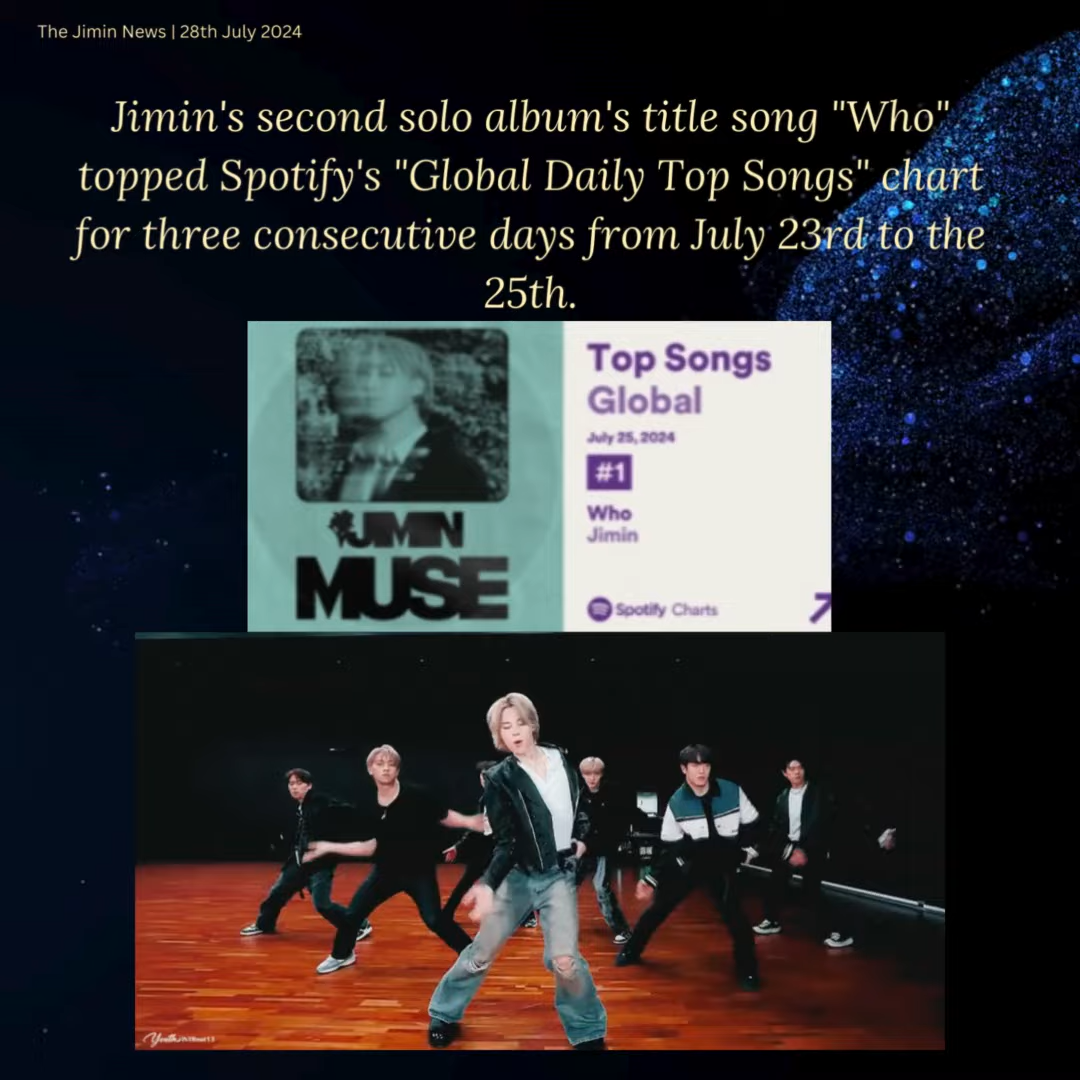 The Jimin News | 28th July 2024
Jimin's second solo album's title song "Who"
topped Spotify's "Global Daily Top Songs" chart
for three consecutive days from July 23rd to the
25th.
JIMIN
MUSE
Top Songs
Global
July 25, 2024
#1
Who
Jimin
Spotify Charts